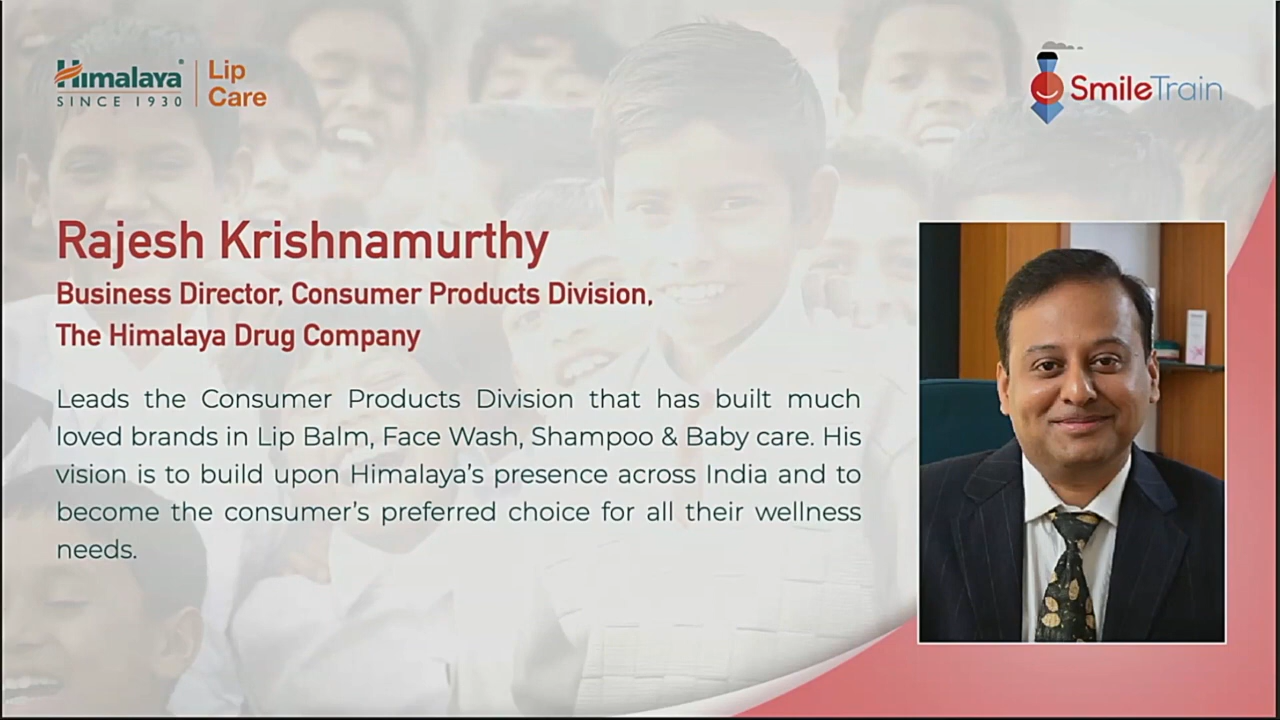 Himalaya
SINCE 1930
Lip
Care
SmileTrain
Rajesh Krishnamurthy
Business Director, Consumer Products Division,
The Himalaya Drug Company
Leads the Consumer Products Division that has built much
loved brands in Lip Balm, Face Wash, Shampoo & Baby care. His
vision is to build upon Himalaya's presence across India and to
become the consumer's preferred choice for all their wellness
needs.